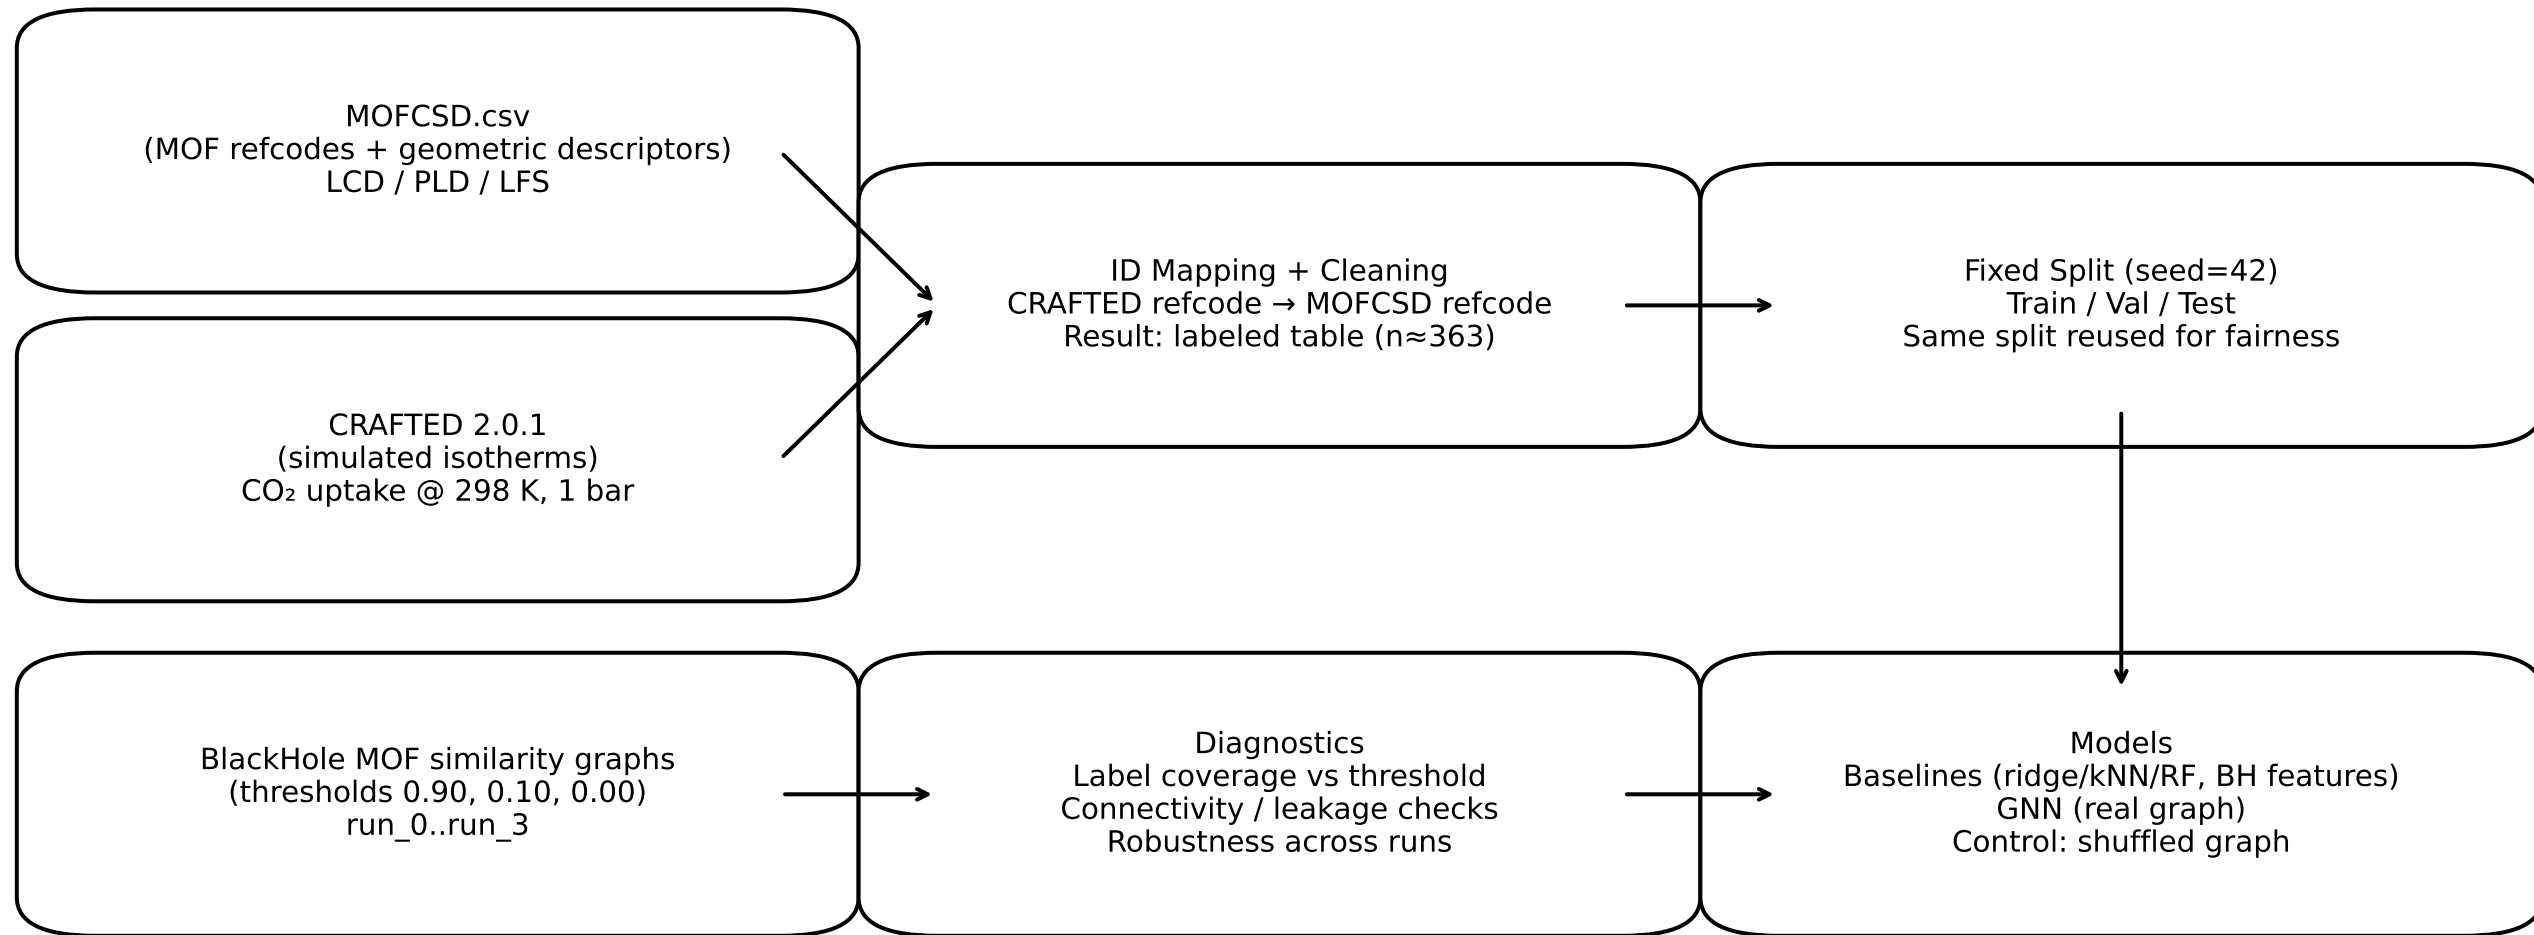 MOFCSD.csv
(MOF refcodes + geometric descriptors)
LCD / PLD / LFS
CRAFTED 2.0.1
(simulated isotherms)
CO₂ uptake @ 298 K, 1 bar
ID Mapping + Cleaning
CRAFTED refcode → MOFCSD refcode
Result: labeled table (n≈363)
Fixed Split (seed=42)
Train / Val / Test
Same split reused for fairness
BlackHole MOF similarity graphs
(thresholds 0.90, 0.10, 0.00)
run_0..run_3
Diagnostics
Label coverage vs threshold
Connectivity / leakage checks
Robustness across runs
Models
Baselines (ridge/kNN/RF, BH features)
GNN (real graph)
Control: shuffled graph